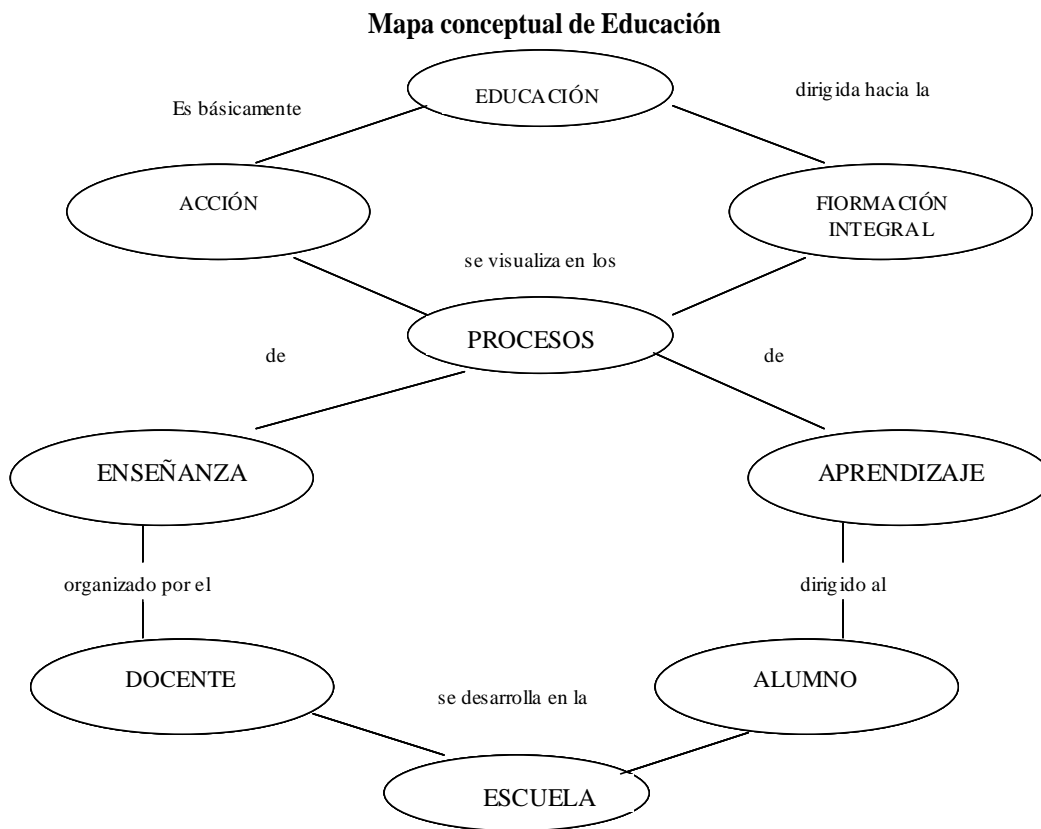 Mapa conceptual de Educación
EDUCACIÓN
Es básicamente
dirigida hacia la
ACCIÓN
FIORMACIÓN
INTEGRAL
se visualiza en los
PROCESOS
de
de
ENSEÑANZA
APRENDIZAJE
organizado por el
dirigido al
DOCENTE
ALUMNO
se desarrolla en la
ESCUELA